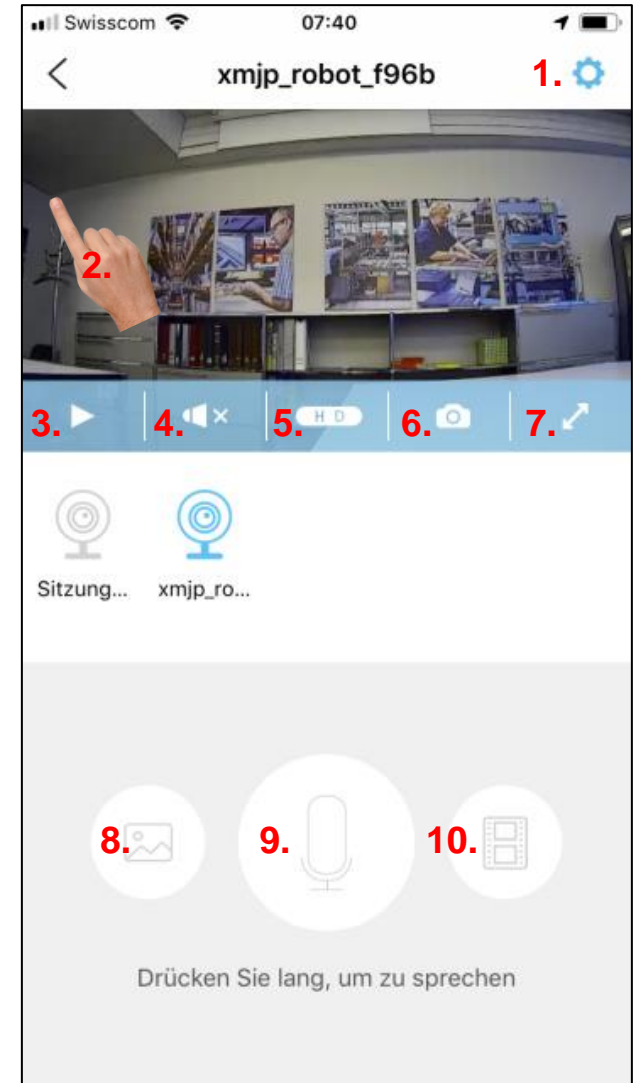 Swisscom 07:40
xmjp_robot_f96b 1.
2.
3. 4. 5. HD 6. 7.
Sitzung... xmjp_ro...
8. 9. 10.
Drücken Sie lang, um zu sprechen